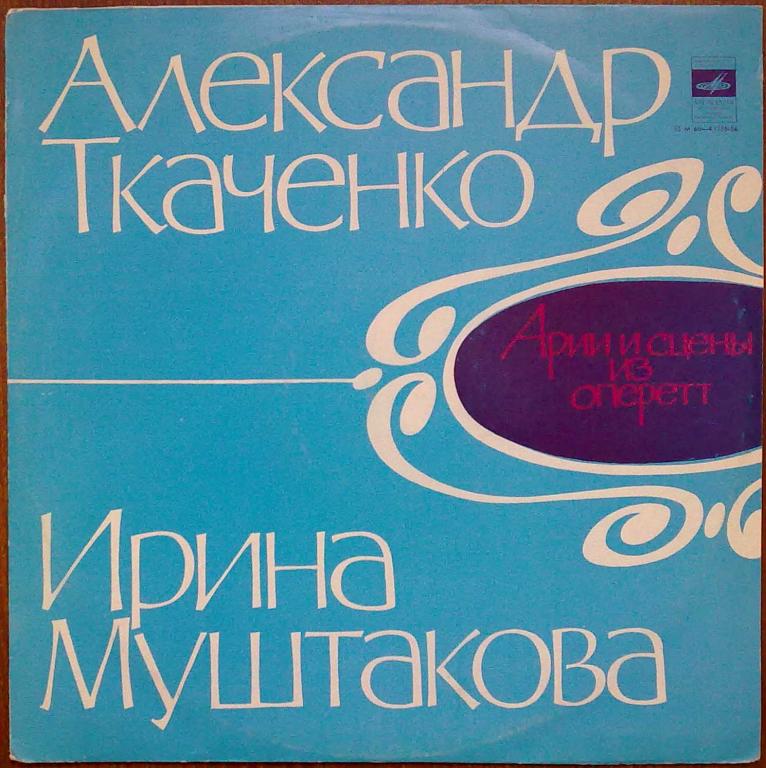 Александр
Ткаченко
Арии и сцены
из
оперетт
Ирина
Муштакова